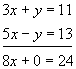 3x + y = 11
5x − y = 13
8x + 0 = 24